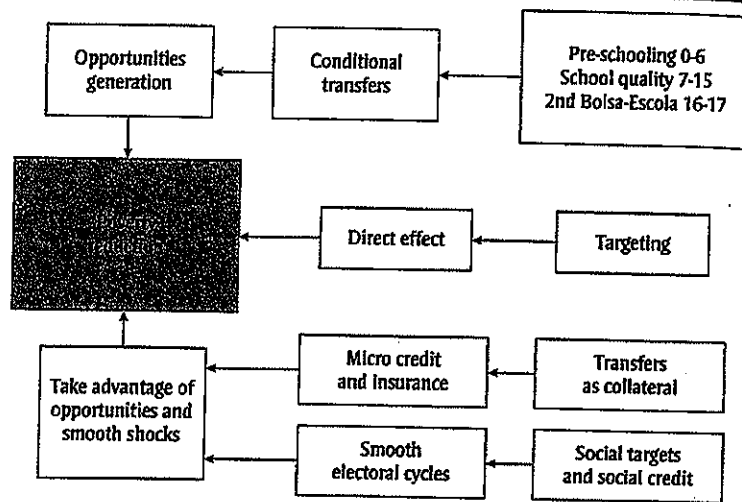 Opportunities
generation
Conditional
transfers
Pre-schooling 0-6
School quality 7-15
2nd Bolsa-Escola 16-17
Direct effect
Targeting
Take advantage of
opportunities and
smooth shocks
Micro credit
and insurance
Transfers
as collateral
Smooth
electoral cycles
Social targets
and social credit